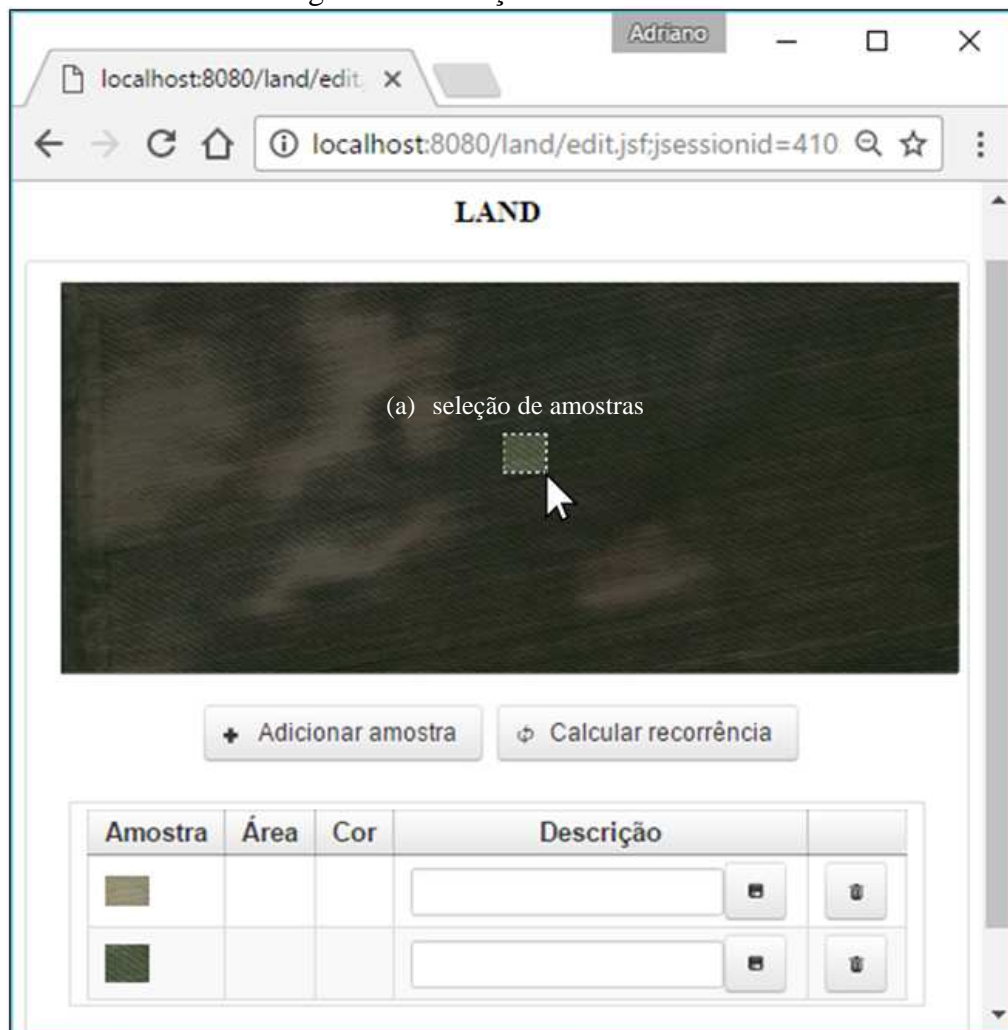 Adriano
localhost:8080/land/edit.
localhost:8080/land/edit.jsf;jsessionid=410
LAND
(a) seleção de amostras
Adicionar amostra
Calcular recorrência
Amostra Área Cor Descrição